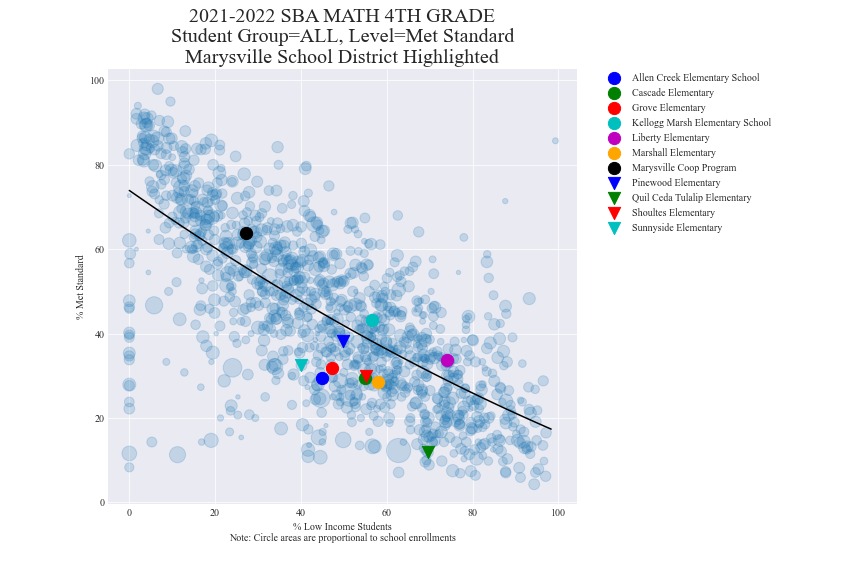 2021-2022 SBA MATH 4TH GRADE
Student Group=ALL, Level=Met Standard
Marysville School District Highlighted
100
80
60
40
20
0
% Met Standard
0 20 40 60 80 100
% Low Income Students
Note: Circle areas are proportional to school enrollments
Allen Creek Elementary School
Cascade Elementary
Grove Elementary
Kellogg Marsh Elementary School
Liberty Elementary
Marshall Elementary
Marysville Coop Program
Pinewood Elementary
Quil Ceda Tulalip Elementary
Shoultes Elementary
Sunnyside Elementary